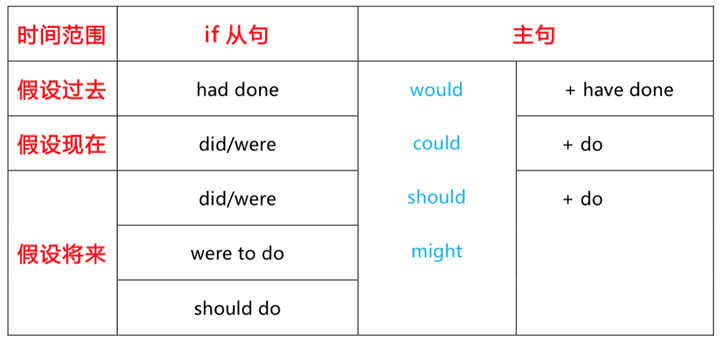 时间范围 if 从句 主句
假设过去 had done would + have done
假设现在 did/were could + do
did/were should + do
假设将来 were to do might
should do